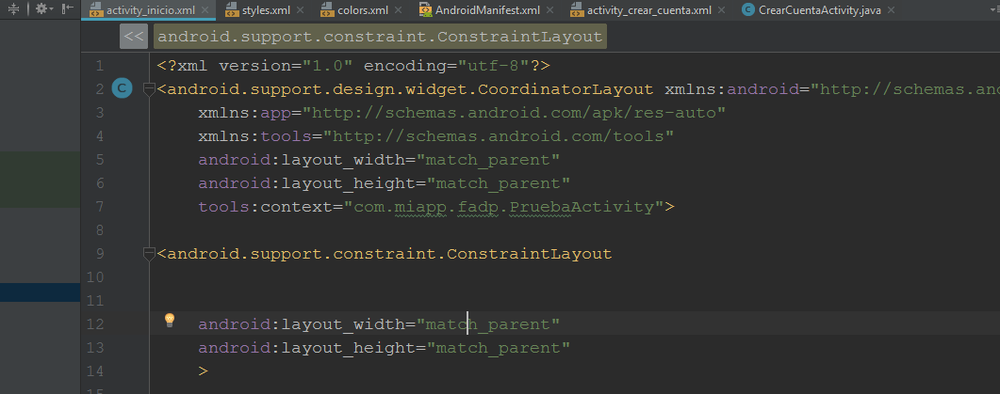 activity_inicio.xml styles.xml colors.xml AndroidManifest.xml activity_crear_cuenta.xml CrearCuentaActivity.java
<< android.support.constraint.ConstraintLayout
1 <?xml version="1.0" encoding="utf-8"?>
2 C <android.support.design.widget.CoordinatorLayout xmlns:android="http://schemas.an
3 xmlns:app="http://schemas.android.com/apk/res-auto"
4 xmlns:tools="http://schemas.android.com/tools"
5 android:layout_width="match_parent"
6 android:layout_height="match_parent"
7 tools:context="com.miapp.fadp.PruebaActivity">
8
9 <android.support.constraint.ConstraintLayout
10
11
12 android:layout_width="match_parent"
13 android:layout_height="match_parent"
14 >